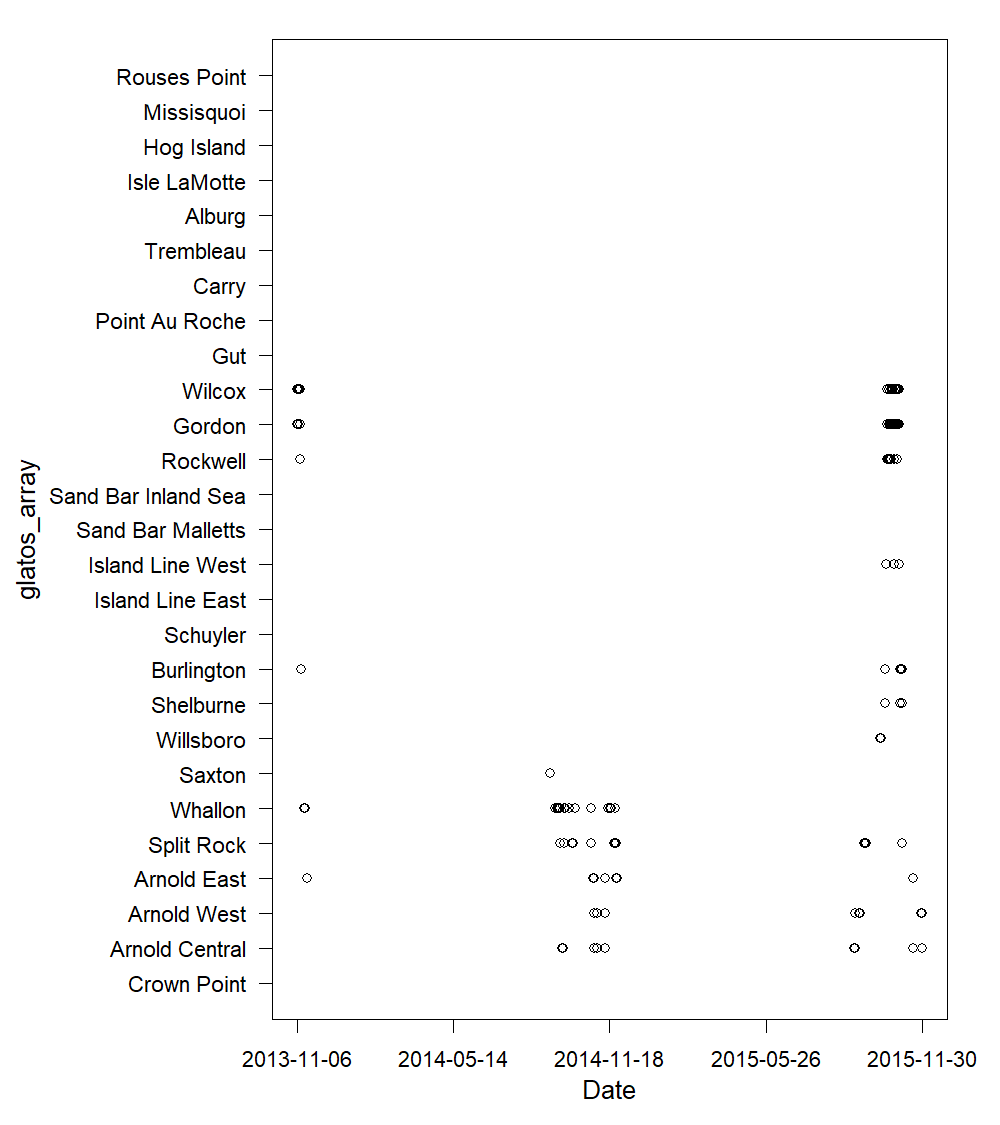 Rouses Point
Missisquoi
Hog Island
Isle LaMotte
Alburg
Trembleau
Carry
Point Au Roche
Gut
Wilcox
Gordon
Rockwell
Sand Bar Inland Sea
Sand Bar Malletts
Island Line West
Island Line East
Schuyler
Burlington
Shelburne
Willsboro
Saxton
Whallon
Split Rock
Arnold East
Arnold West
Arnold Central
Crown Point
glatos_array
2013-11-06 2014-05-14 2014-11-18 2015-05-26 2015-11-30
Date